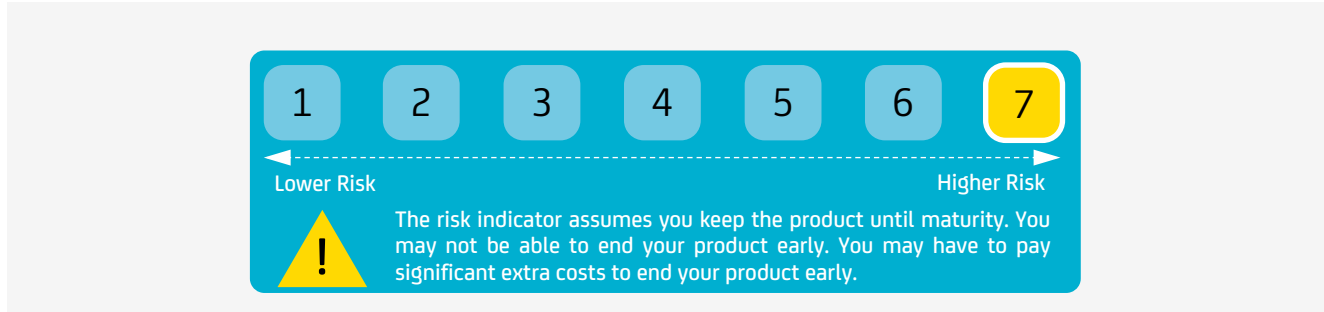 1 2 3 4 5 6 7
Lower Risk Higher Risk
! The risk indicator assumes you keep the product until maturity. You
may not be able to end your product early. You may have to pay
significant extra costs to end your product early.